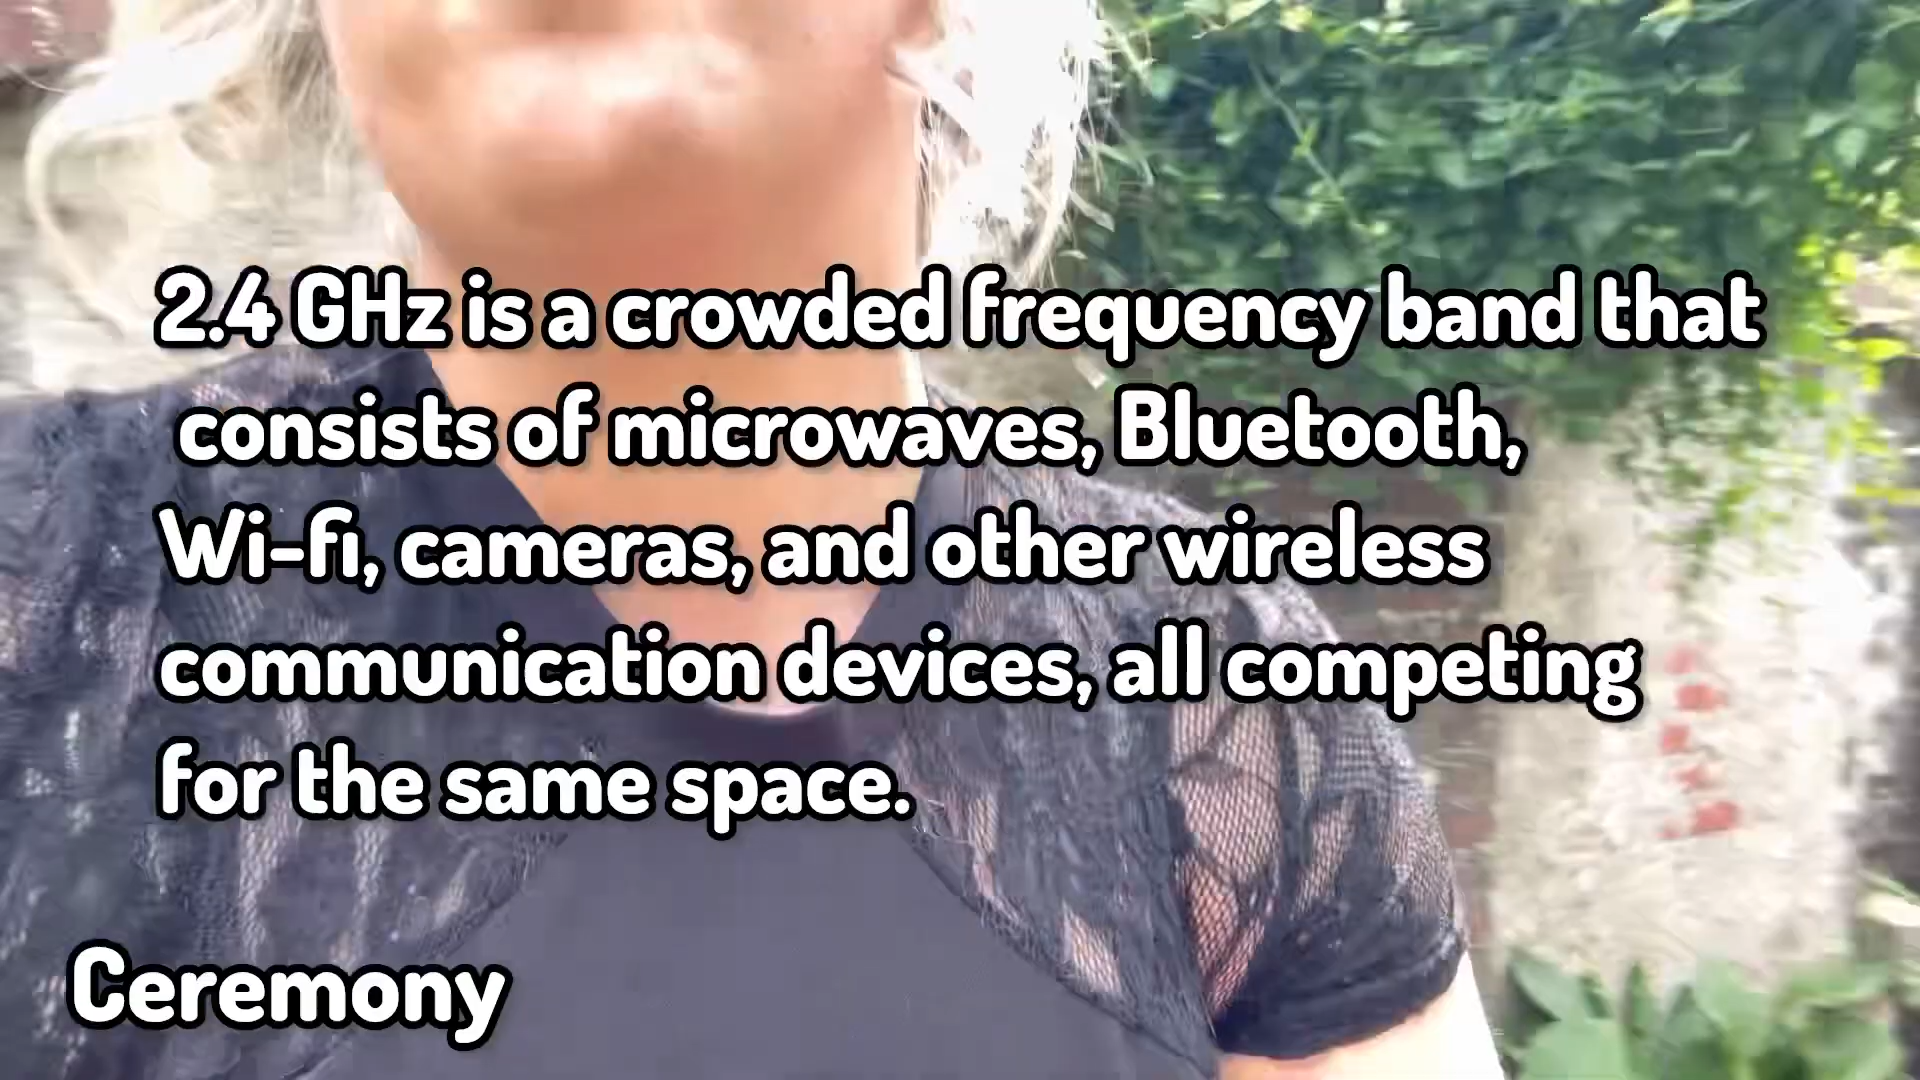 2.4 GHz is a crowded frequency band that
consists of microwaves, Bluetooth,
Wi-fi, cameras, and other wireless
communication devices, all competing
for the same space.
Ceremony